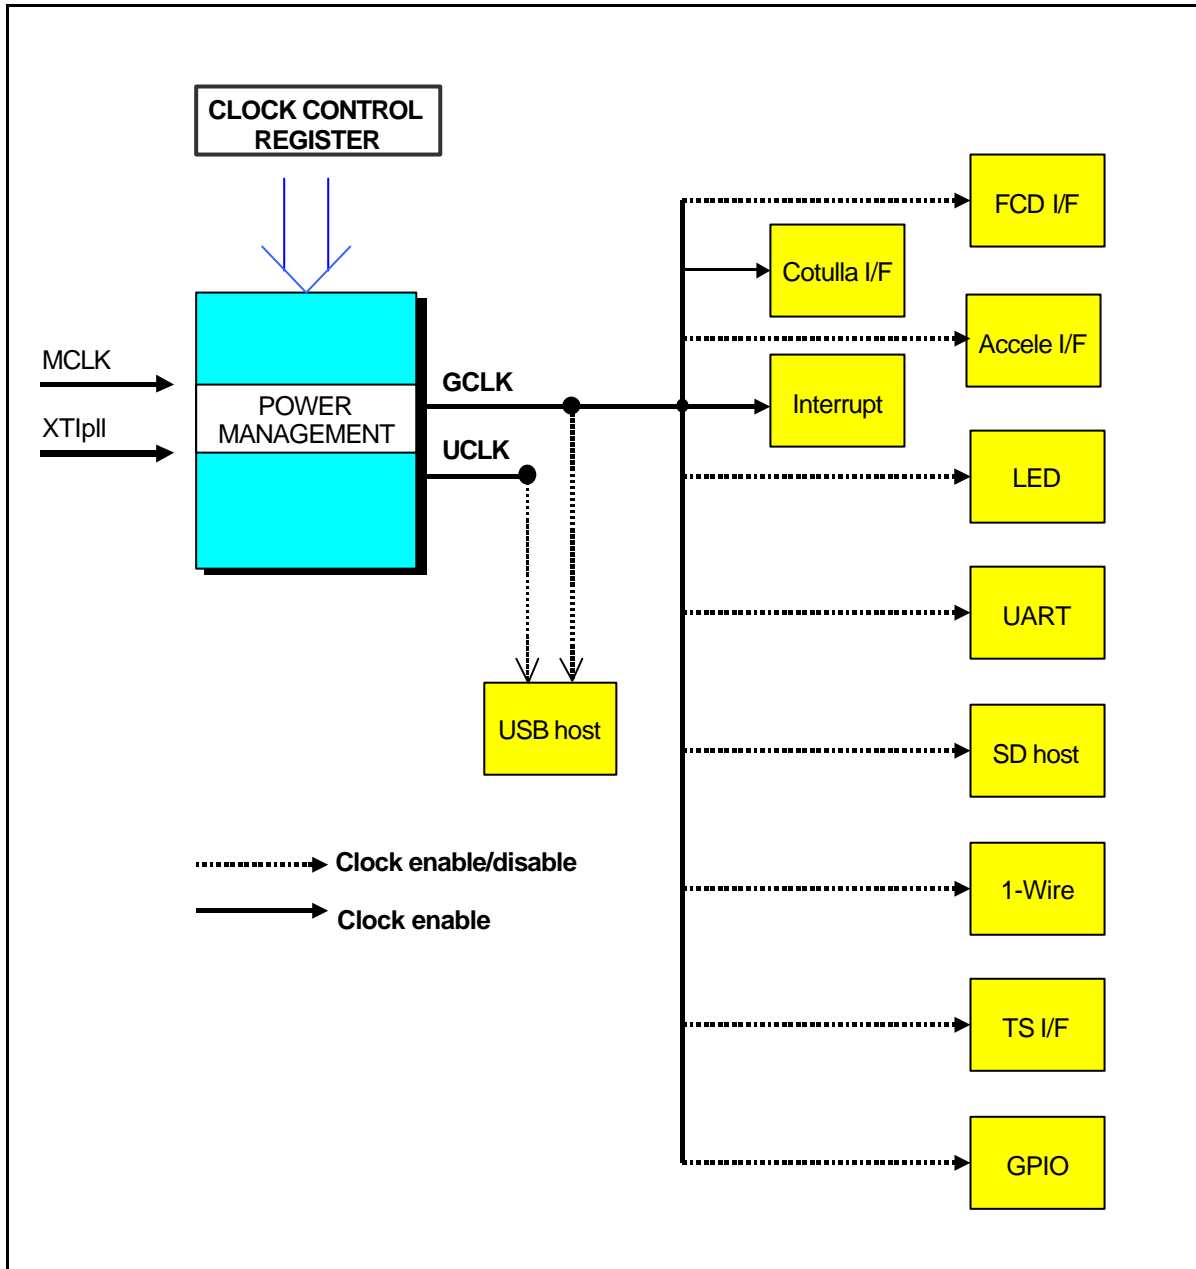 CLOCK CONTROL
REGISTER
FCD I/F
Cotulla I/F
Accele I/F
MCLK
GCLK
POWER
MANAGEMENT
Interrupt
XTIpll
UCLK
LED
UART
USB host
SD host
Clock enable/disable
1-Wire
Clock enable
TS I/F
GPIO